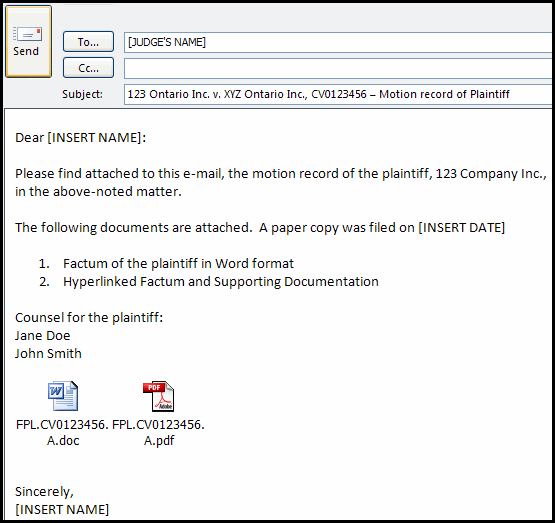 Send
To...
[JUDGE'S NAME]
Cc...
Subject:
123 Ontario Inc. v. XYZ Ontario Inc., CV0123456 – Motion record of Plaintiff
Dear [INSERT NAME]:
Please find attached to this e-mail, the motion record of the plaintiff, 123 Company Inc.,
in the above-noted matter.
The following documents are attached.  A paper copy was filed on [INSERT DATE]
1. Factum of the plaintiff in Word format
2. Hyperlinked Factum and Supporting Documentation
Counsel for the plaintiff:
Jane Doe
John Smith
W
PDF
Adobe
FPL.CV0123456.
A.doc
FPL.CV0123456.
A.pdf
Sincerely,
[INSERT NAME]